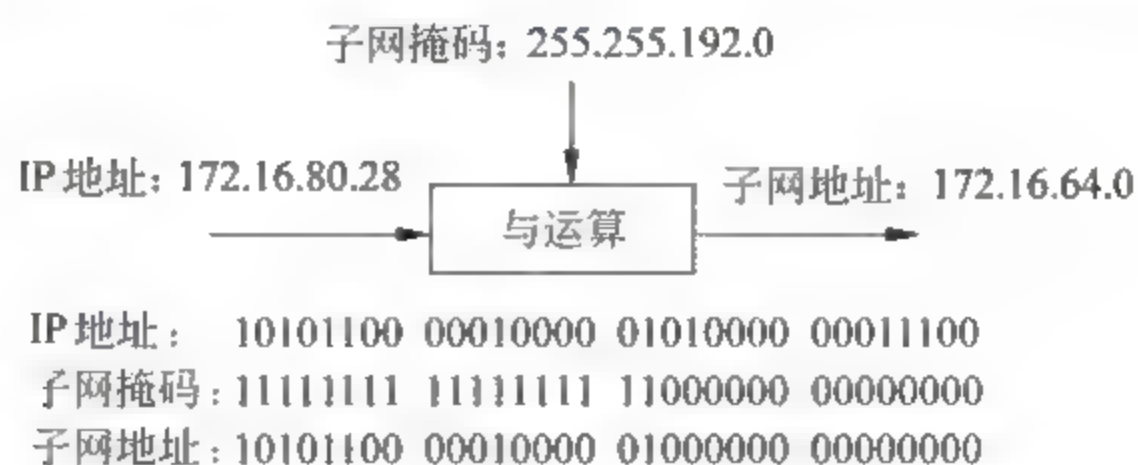 子网掩码: 255.255.192.0
IP地址: 172.16.80.28
子网地址: 172.16.64.0
与运算
IP地址: 10101100 00010000 01010000 00011100
子网掩码: 11111111 11111111 11000000 00000000
子网地址: 10101100 00010000 01000000 00000000